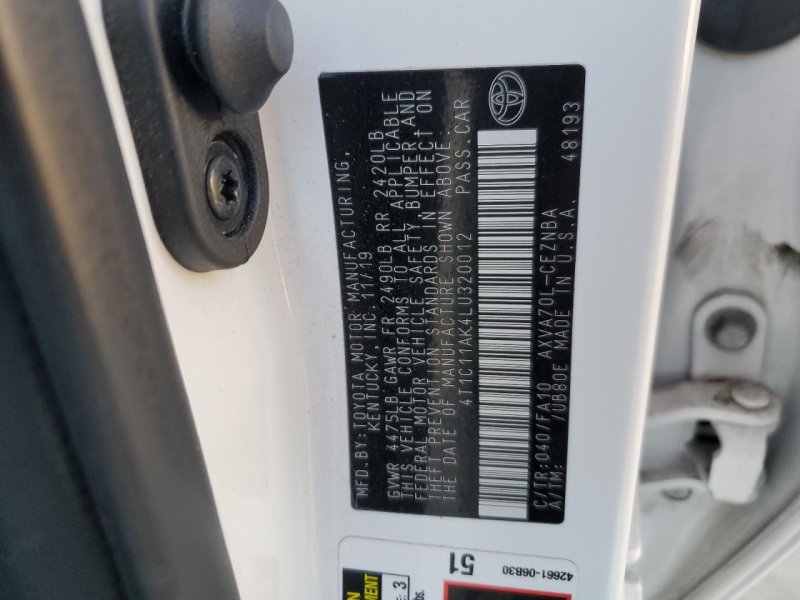 MFD.BY:TOYOTA MOTOR MANUFACTURING,
KENTUCKY, INC. 11/19
GVWR 4475LB GAWR FR 2490LB RR 2420LB
THIS VEHICLE CONFORMS TO ALL APPLICABLE
FEDERAL MOTOR VEHICLE SAFETY, BUMPER, AND
THEFT PREVENTION STANDARDS IN EFFECT ON
THE DATE OF MANUFACTURE SHOWN ABOVE.
4T1C11AK4LU320012 PASS.CAR
C/TR:040/FA10 AXVA70L-CEZNBA
A/TM: /UB80E MADE IN U.S.A. 48193
51
42661-06B30
3